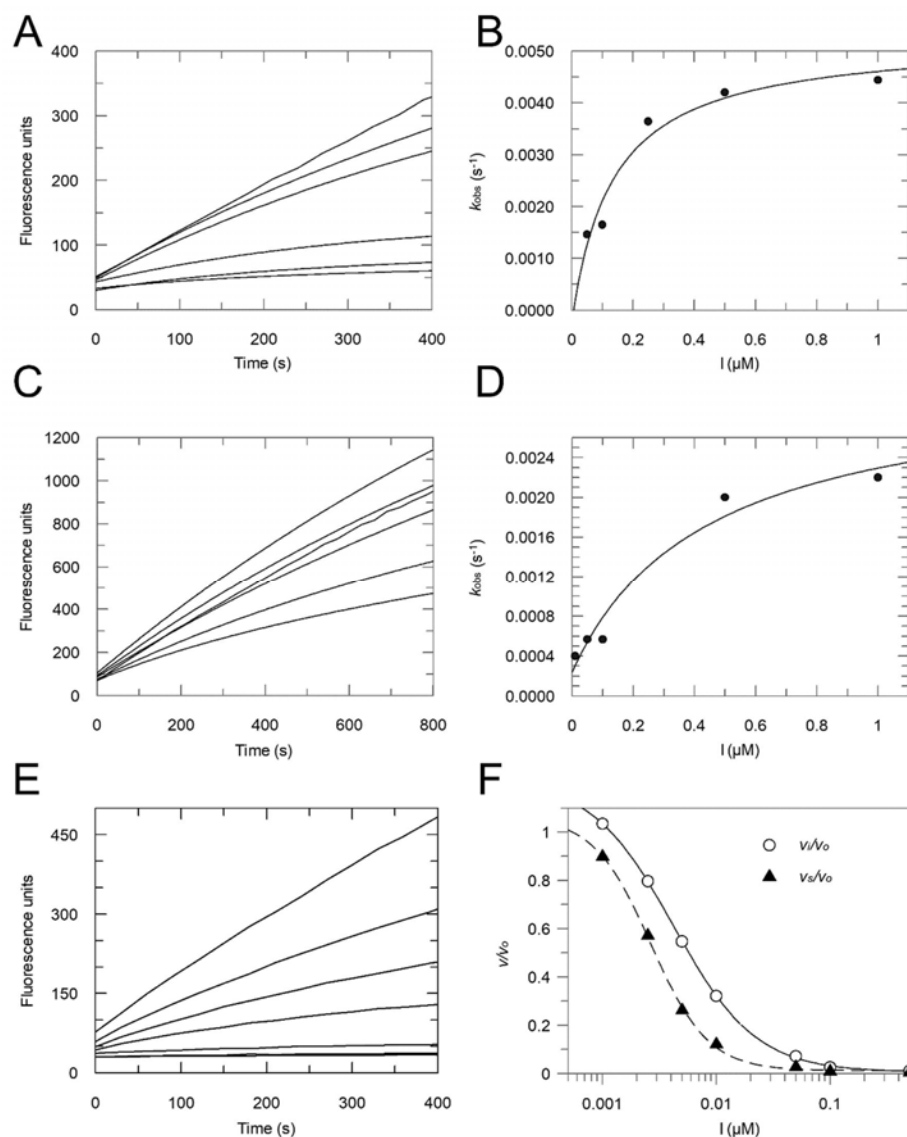 A
400
300
200
100
0
Fluorescence units
0 100 200 300 400
Time (s)
B
0.0050
0.0040
0.0030
0.0020
0.0010
0.0000
kobs (s-1)
0 0.2 0.4 0.6 0.8 1
I (µM)
C
1200
1000
800
600
400
200
0
Fluorescence units
0 200 400 600 800
Time (s)
D
0.0024
0.0020
0.0016
0.0012
0.0008
0.0004
0.0000
kobs (s-1)
0 0.2 0.4 0.6 0.8 1
I (µM)
E
450
300
150
0
Fluorescence units
0 100 200 300 400
Time (s)
F
1
0.8
0.6
0.4
0.2
0
v/vo
vi/vo
vs/vo
0.001 0.01 0.1
I (µM)